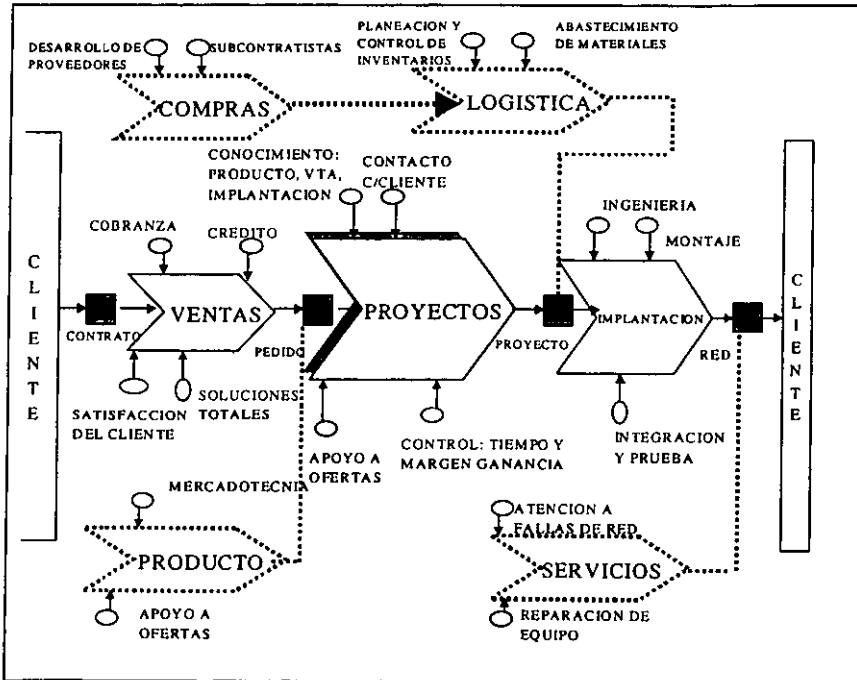 DESARROLLO DE
PROVEEDORES
SUBCONTRATISTAS
PLANEACION Y
CONTROL DE
INVENTARIOS
ABASTECIMIENTO
DE MATERIALES
COMPRAS
LOGISTICA
CONOCIMIENTO:
PRODUCTO, VTA,
IMPLANTACION
CONTACTO
C/CLIENTE
COBRANZA
CREDITO
INGENIERIA
MONTAJE
CLIENTE
CONTRATO
VENTAS
PEDIDO
PROYECTOS
PROYECTO
IMPLANTACION
RED
CLIENTE
SATISFACCION
DEL CLIENTE
SOLUCIONES
TOTALES
APOYO A
OFERTAS
CONTROL: TIEMPO Y
MARGEN GANANCIA
INTEGRACION
Y PRUEBA
MERCADOTECNIA
PRODUCTO
APOYO A
OFERTAS
ATENCION A
FALLAS DE RED
SERVICIOS
REPARACION DE
EQUIPO